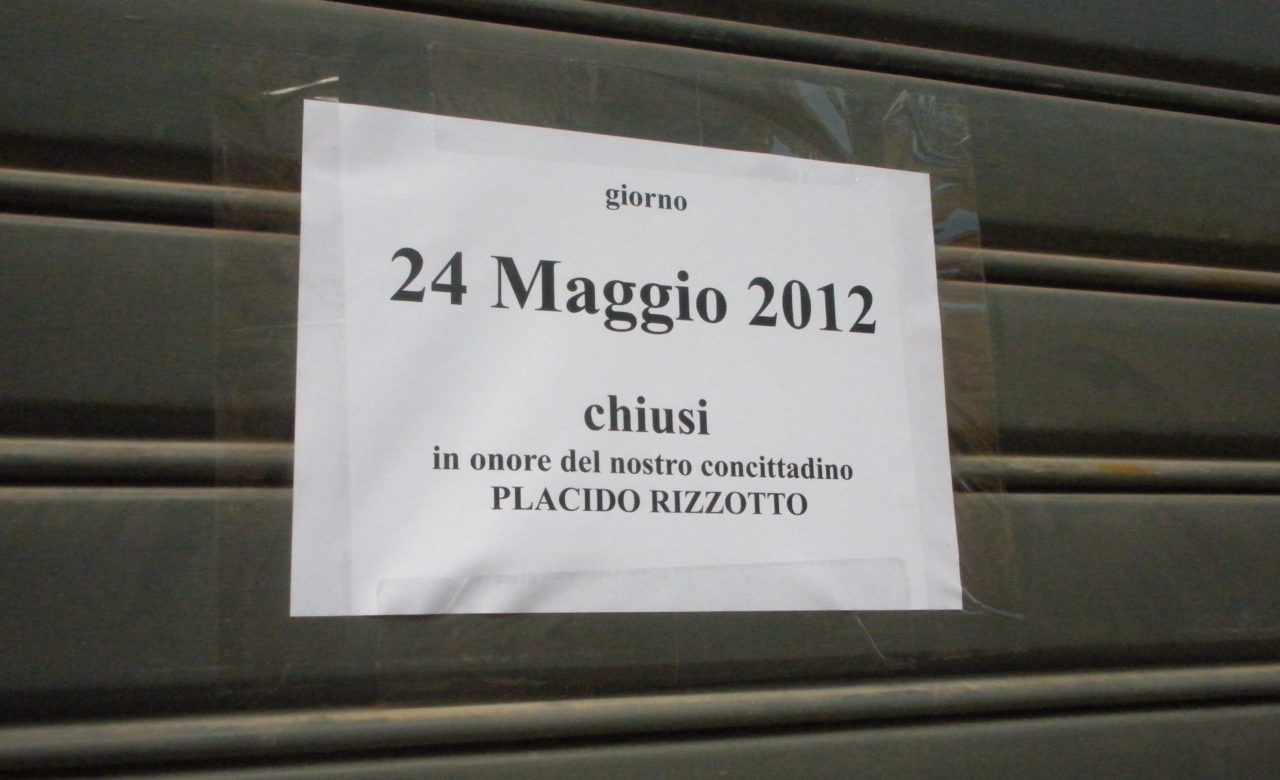 giorno
24 Maggio 2012
chiusi
in onore del nostro concittadino
PLACIDO RIZZOTTO